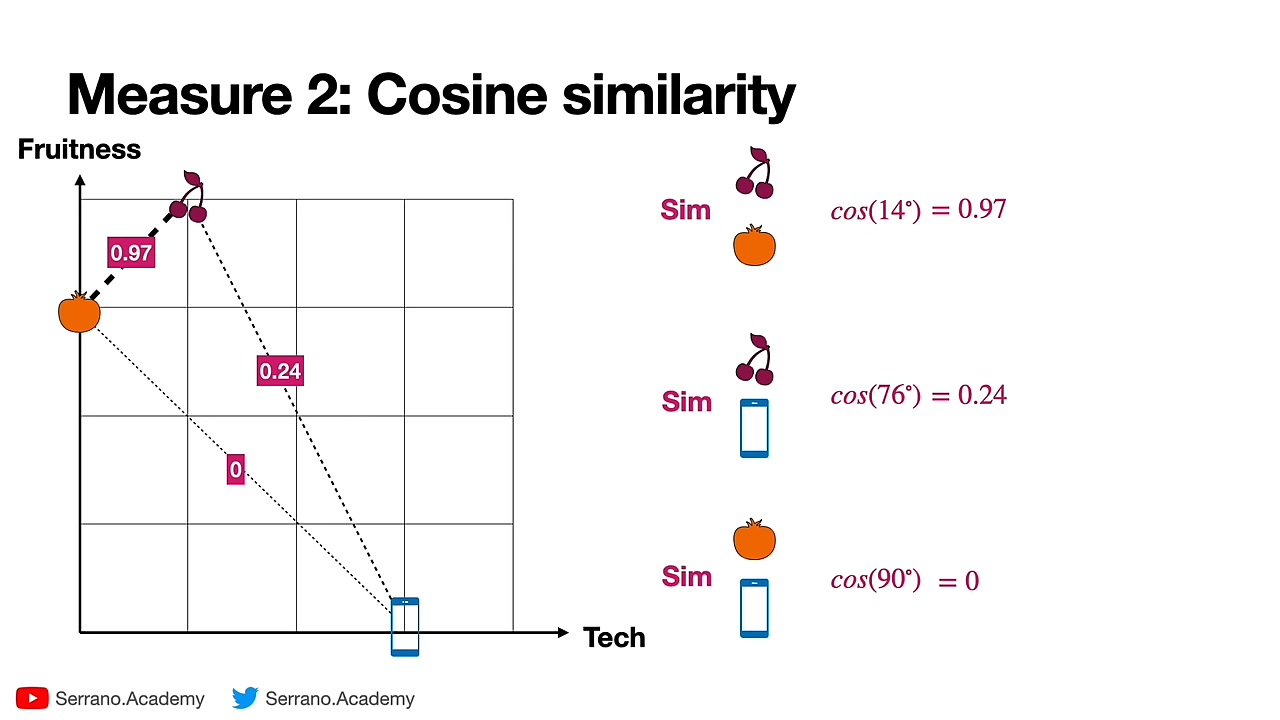 Measure 2: Cosine similarity
Fruitness
0.97
0.24
0
Tech
Sim cos(14°) = 0.97
Sim cos(76°) = 0.24
Sim cos(90°) = 0
Serrano.Academy Serrano.Academy